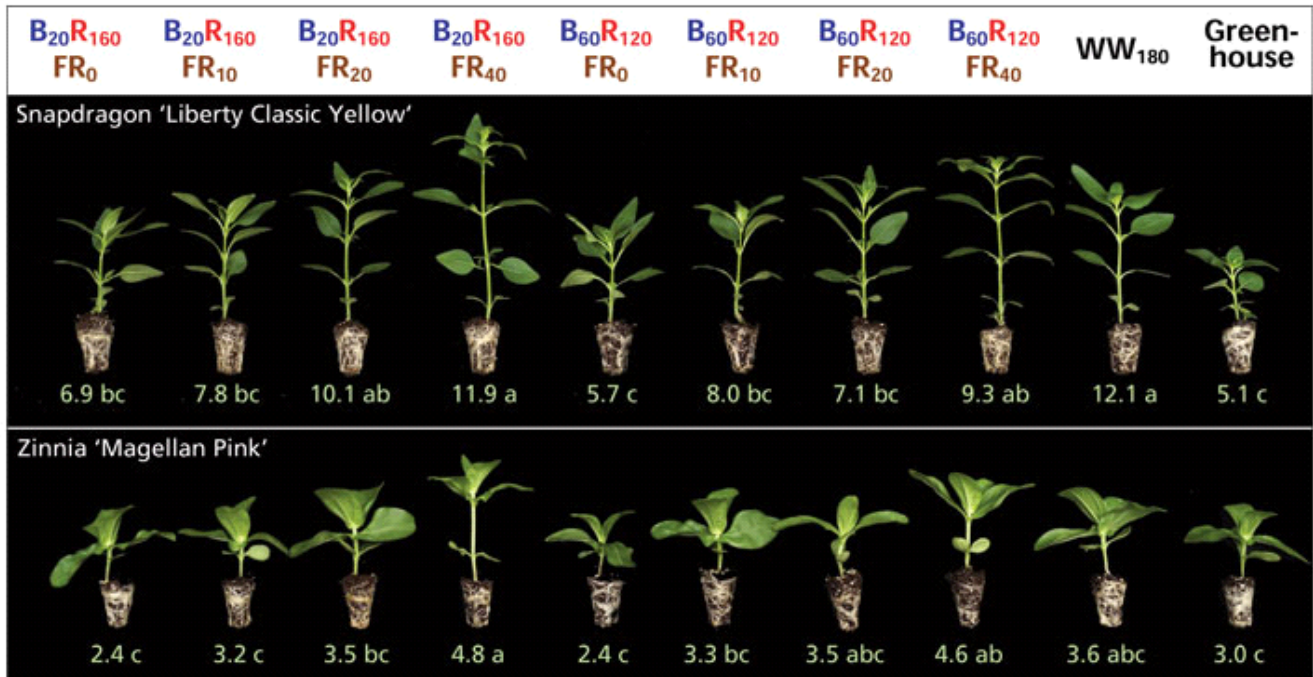 B20R160 B20R160 B20R160 B20R160 B60R120 B60R120 B60R120 B60R120 WW180 Green-
FR0 FR10 FR20 FR40 FR0 FR10 FR20 FR40 house
Snapdragon ‘Liberty Classic Yellow’
6.9 bc 7.8 bc 10.1 ab 11.9 a 5.7 c 8.0 bc 7.1 bc 9.3 ab 12.1 a 5.1 c
Zinnia ‘Magellan Pink’
2.4 c 3.2 c 3.5 bc 4.8 a 2.4 c 3.3 bc 3.5 abc 4.6 ab 3.6 abc 3.0 c